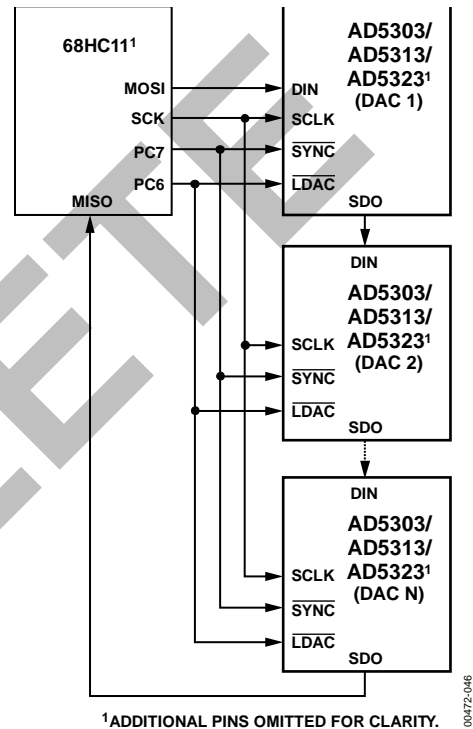 68HC11¹
MOSI
SCK
PC7
PC6
MISO
AD5303/
AD5313/
AD5323¹
(DAC 1)
DIN
SCLK
SYNC
LDAC
SDO
DIN
AD5303/
AD5313/
AD5323¹
(DAC 2)
SCLK
SYNC
LDAC
SDO
DIN
AD5303/
AD5313/
AD5323¹
(DAC N)
SCLK
SYNC
LDAC
SDO
¹ADDITIONAL PINS OMITTED FOR CLARITY.
00472-046
ETE